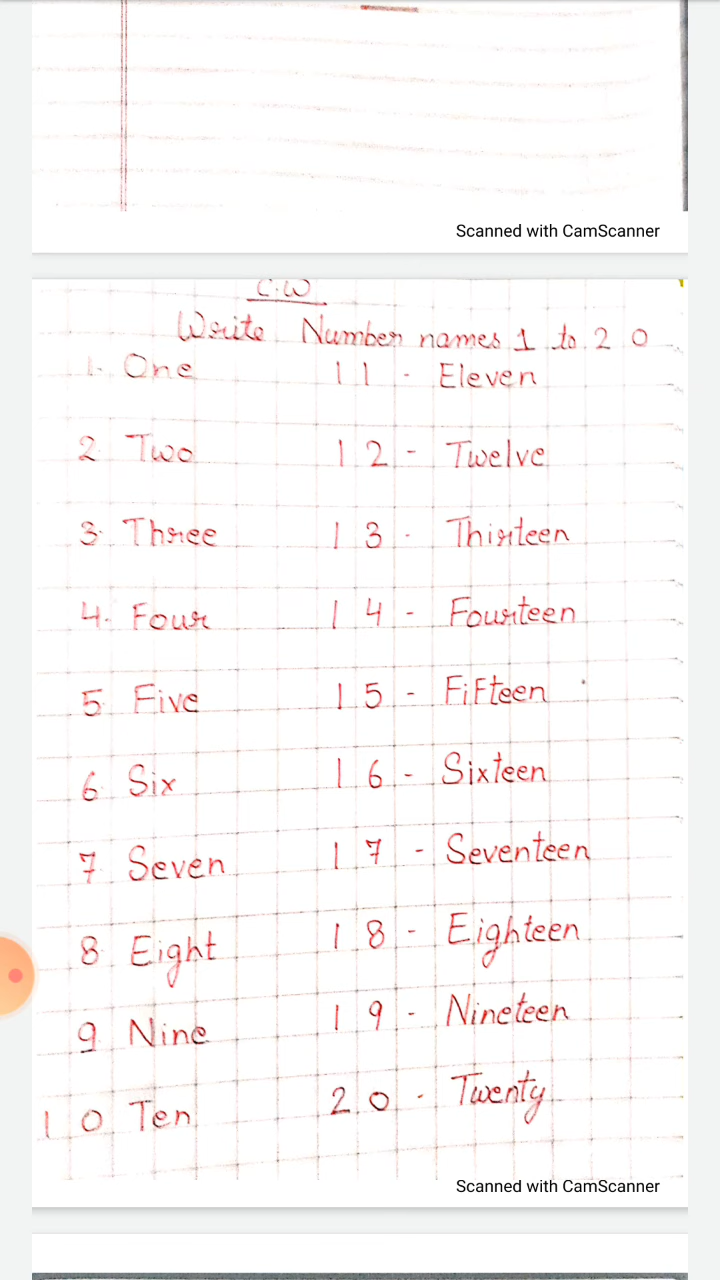 Scanned with CamScanner
C.W
Write Number names 1 to 20
1. One 11 - Eleven
2. Two 12 - Twelve
3. Three 13 - Thirteen
4. Four 14 - Fourteen
5 Five 15 - FiFteen
6 Six 16 - Sixteen
7 Seven 17 - Seventeen
8 Eight 18 - Eighteen
9 Nine 19 - Nineteen
10 Ten 20 - Twenty
Scanned with CamScanner